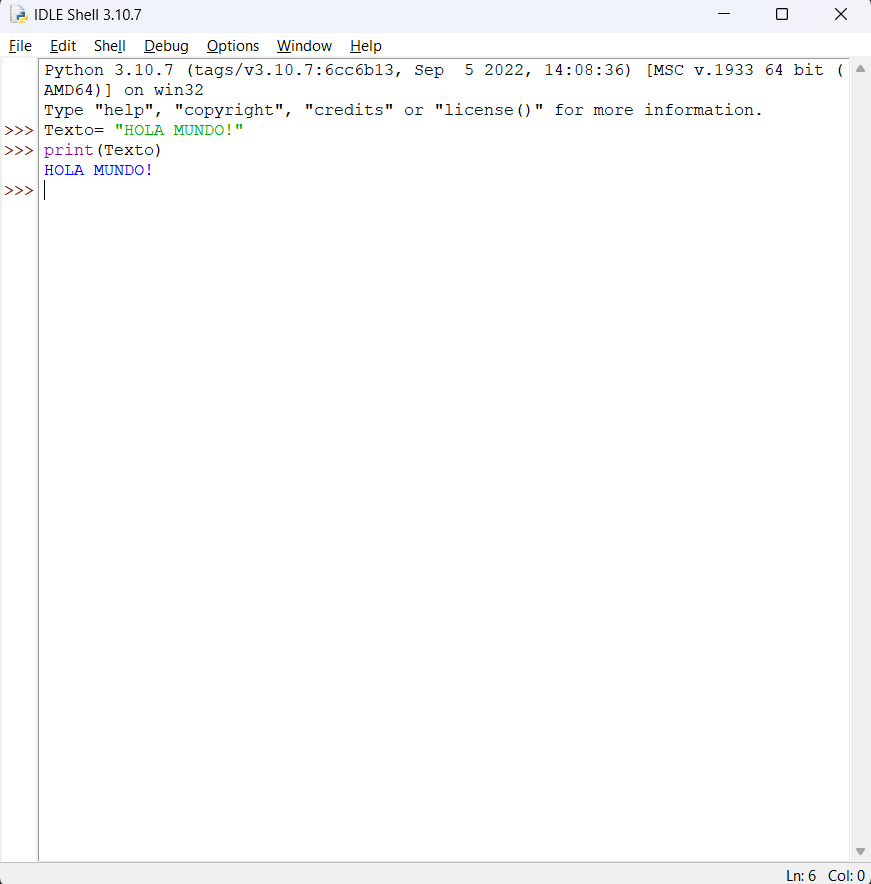 IDLE Shell 3.10.7
File Edit Shell Debug Options Window Help
Python 3.10.7 (tags/v3.10.7:6cc6b13, Sep  5 2022, 14:08:36) [MSC v.1933 64 bit (
AMD64)] on win32
Type "help", "copyright", "credits" or "license()" for more information.
>>> Texto= "HOLA MUNDO!"
>>> print(Texto)
HOLA MUNDO!
>>>
Ln: 6 Col: 0